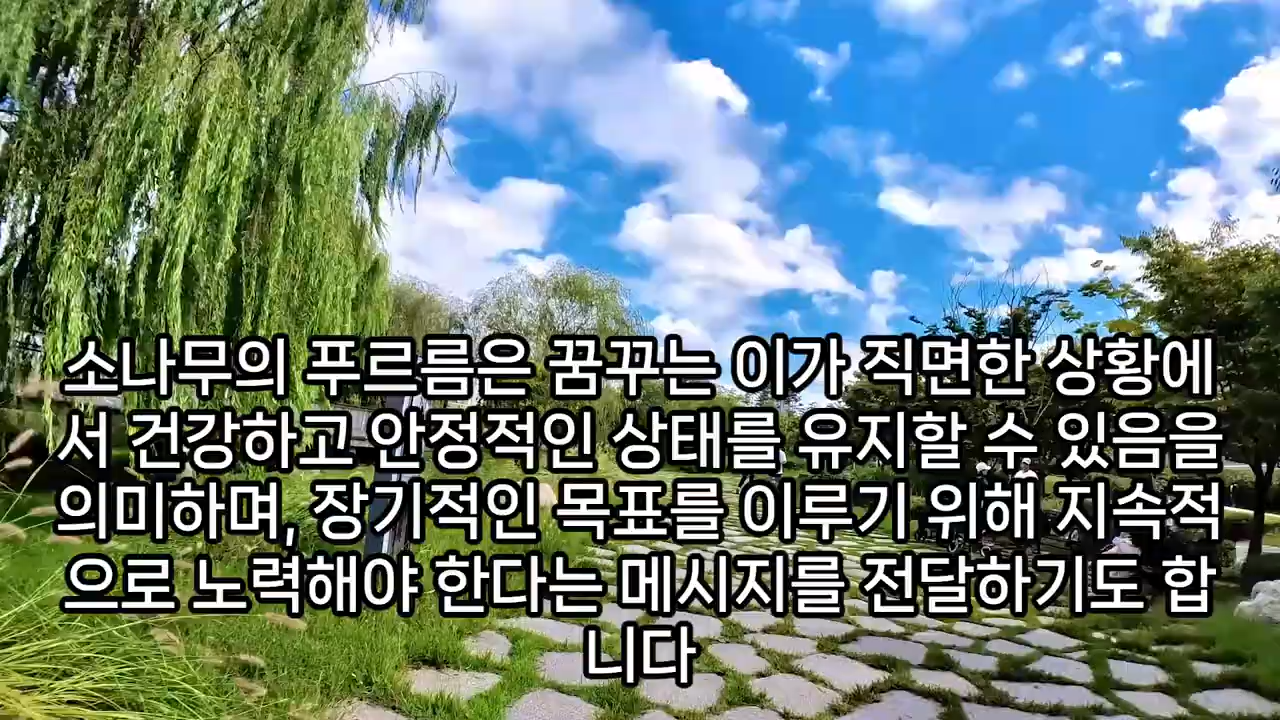 소나무의 푸르름은 꿈꾸는 이가 직면한 상황에
서 건강하고 안정적인 상태를 유지할 수 있음을
의미하며, 장기적인 목표를 이루기 위해 지속적
으로 노력해야 한다는 메시지를 전달하기도 합
니다